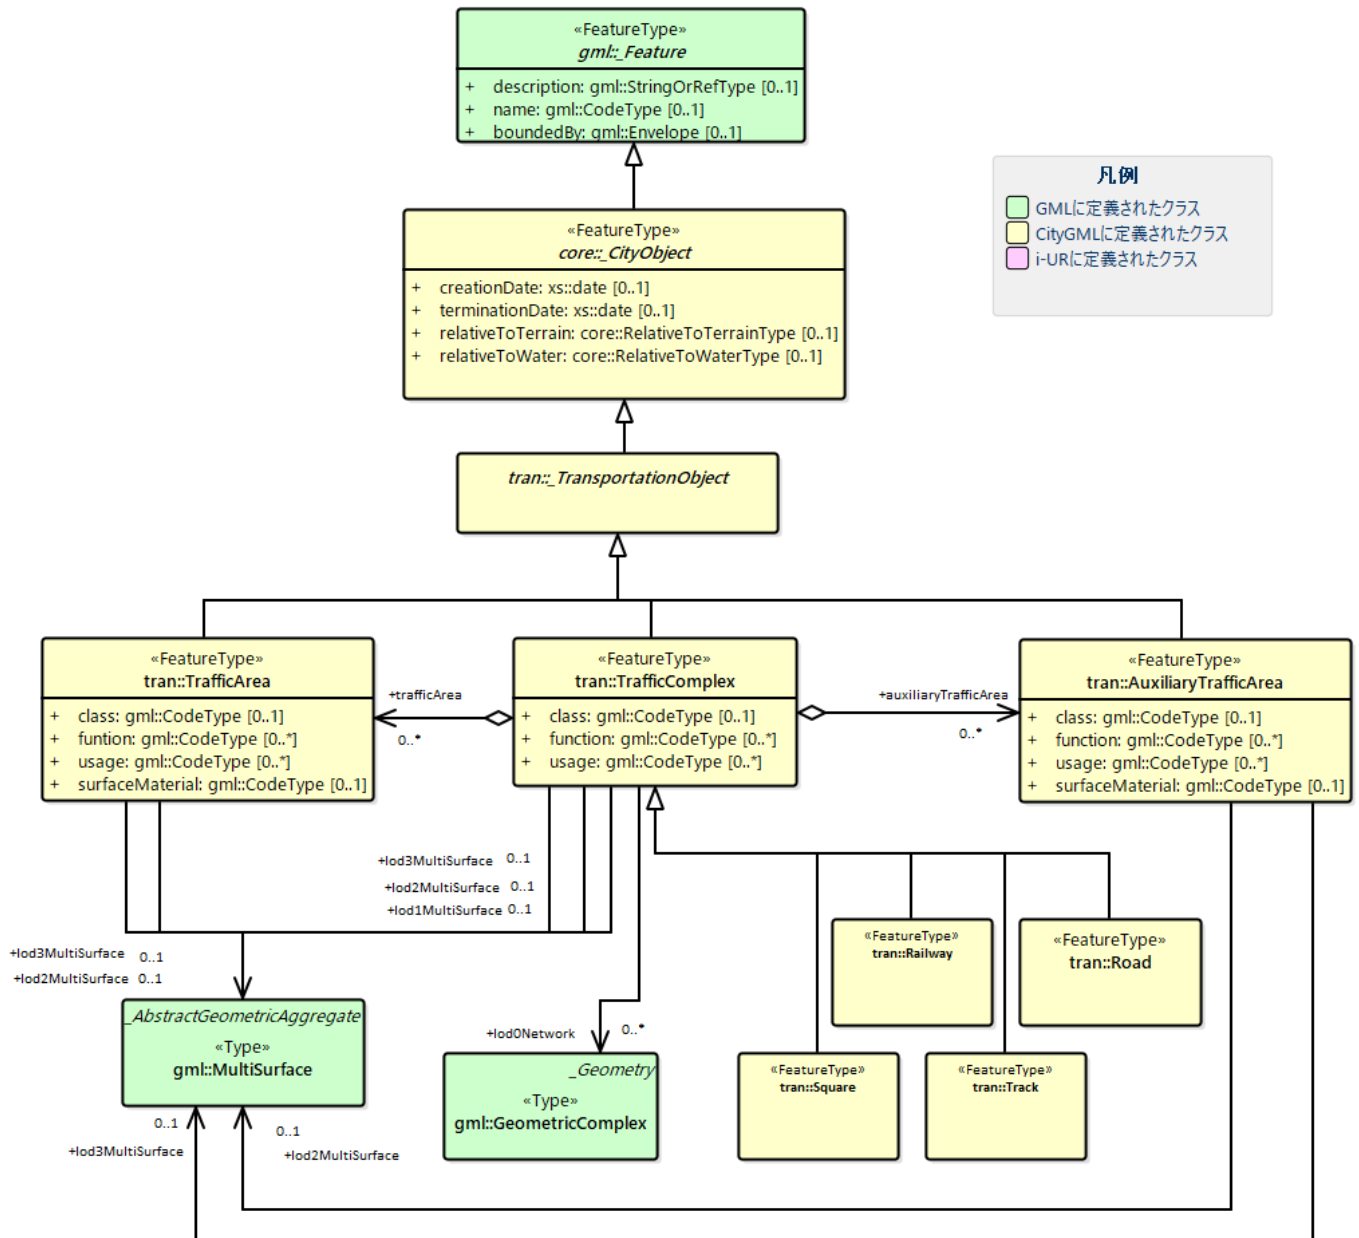 «FeatureType»
gml::_Feature
+ description: gml::StringOrRefType [0..1]
+ name: gml::CodeType [0..1]
+ boundedBy: gml::Envelope [0..1]
凡例
GMLに定義されたクラス
CityGMLに定義されたクラス
i-URに定義されたクラス
«FeatureType»
core::_CityObject
+ creationDate: xs::date [0..1]
+ terminationDate: xs::date [0..1]
+ relativeToTerrain: core::RelativeToTerrainType [0..1]
+ relativeToWater: core::RelativeToWaterType [0..1]
tran::_TransportationObject
«FeatureType»
tran::TrafficArea
+ class: gml::CodeType [0..1]
+ funtion: gml::CodeType [0..*]
+ usage: gml::CodeType [0..*]
+ surfaceMaterial: gml::CodeType [0..1]
+trafficArea
0..*
«FeatureType»
tran::TrafficComplex
+ class: gml::CodeType [0..1]
+ function: gml::CodeType [0..*]
+ usage: gml::CodeType [0..*]
+auxiliaryTrafficArea
0..*
«FeatureType»
tran::AuxiliaryTrafficArea
+ class: gml::CodeType [0..1]
+ function: gml::CodeType [0..*]
+ usage: gml::CodeType [0..*]
+ surfaceMaterial: gml::CodeType [0..1]
+lod3MultiSurface 0..1
+lod2MultiSurface 0..1
+lod1MultiSurface 0..1
+lod3MultiSurface 0..1
+lod2MultiSurface 0..1
«FeatureType»
tran::Railway
«FeatureType»
tran::Road
_AbstractGeometricAggregate
«Type»
gml::MultiSurface
+lod0Network 0..*
_Geometry
«Type»
gml::GeometricComplex
«FeatureType»
tran::Square
«FeatureType»
tran::Track
0..1
+lod3MultiSurface
0..1
+lod2MultiSurface